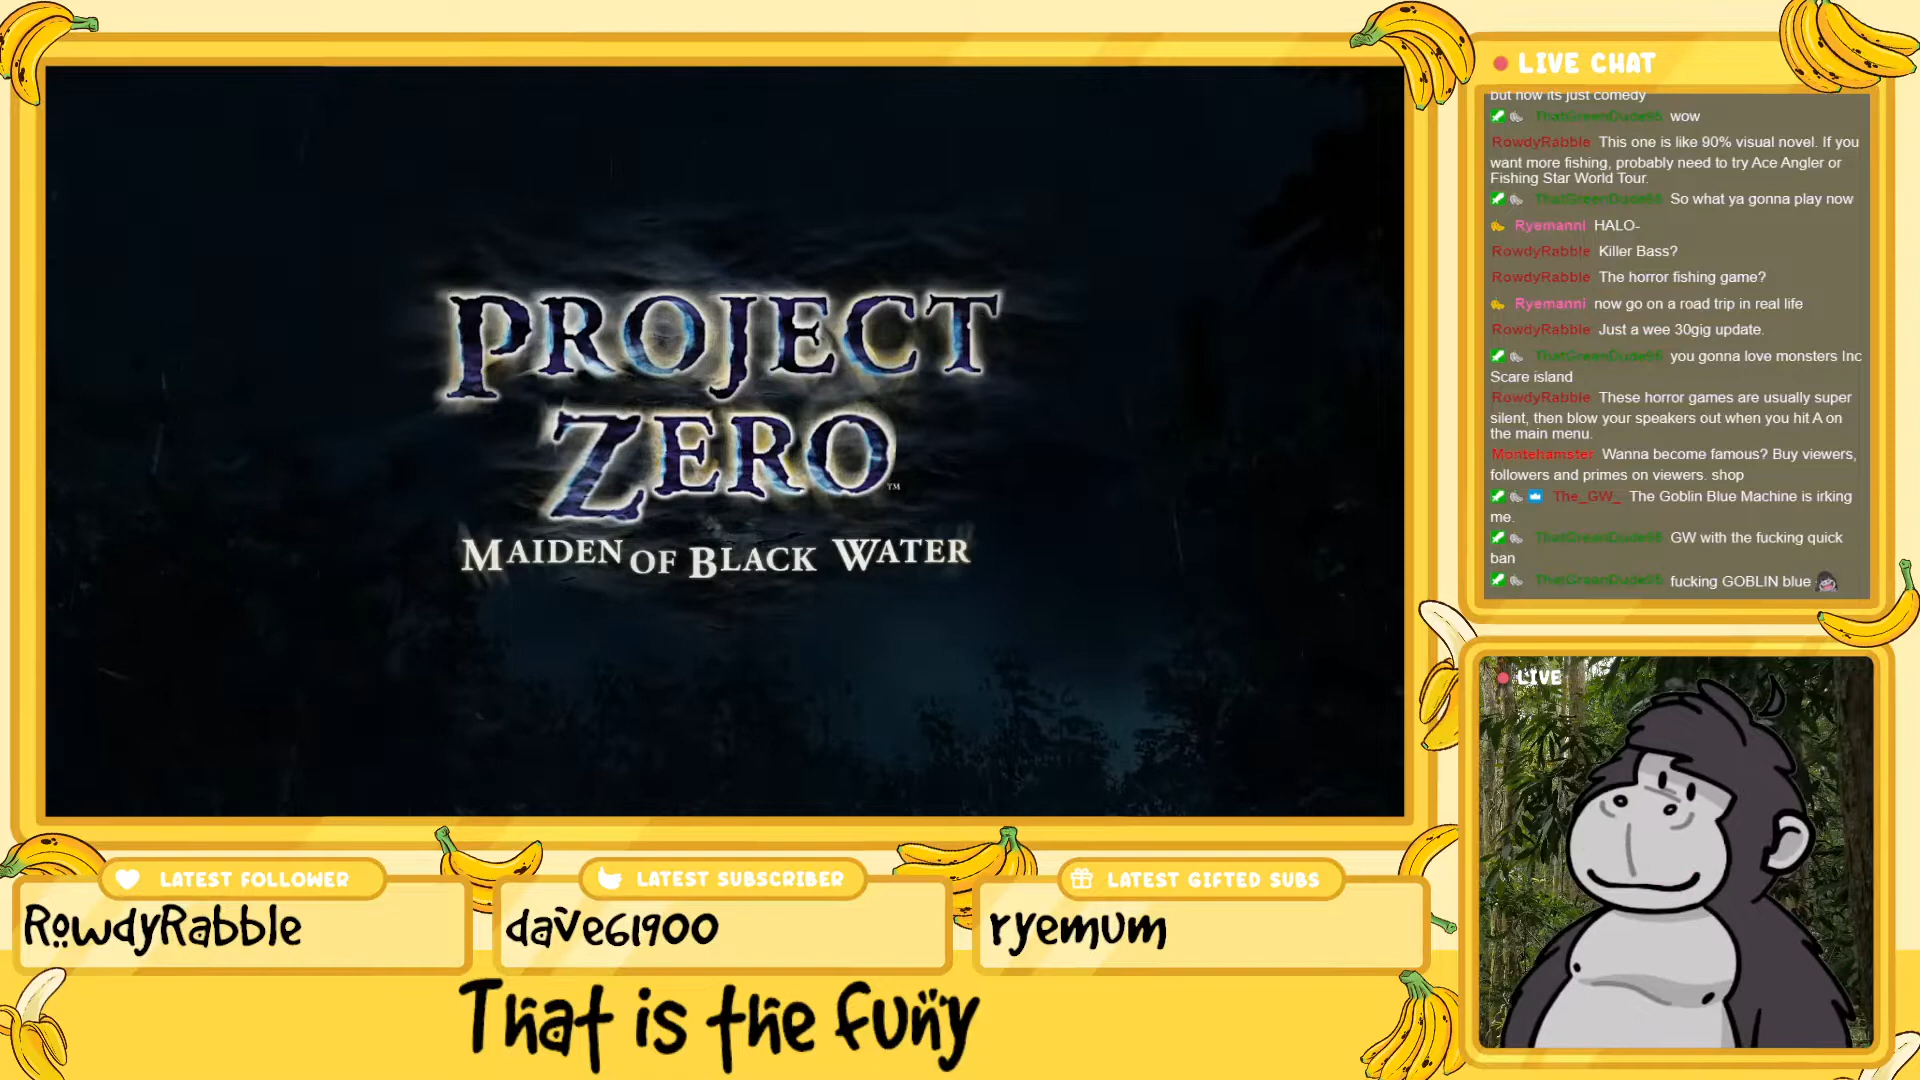 PROJECT
ZERO
™
MAIDEN OF BLACK WATER
LIVE CHAT
but now its just comedy
ThatGreenDude95 wow
RowdyRabble This one is like 90% visual novel. If you
want more fishing, probably need to try Ace Angler or
Fishing Star World Tour.
ThatGreenDude95 So what ya gonna play now
Ryemanni HALO-
RowdyRabble Killer Bass?
RowdyRabble The horror fishing game?
Ryemanni now go on a road trip in real life
RowdyRabble Just a wee 30gig update.
ThatGreenDude95 you gonna love monsters Inc
Scare island
RowdyRabble These horror games are usually super
silent, then blow your speakers out when you hit A on
the main menu.
Montehamster Wanna become famous? Buy viewers,
followers and primes on viewers. shop
The_GW_ The Goblin Blue Machine is irking
me.
ThatGreenDude95 GW with the fucking quick
ban
ThatGreenDude95 fucking GOBLIN blue
LIVE
LATEST FOLLOWER
RowdyRabble
LATEST SUBSCRIBER
dave61900
LATEST GIFTED SUBS
ryemum
That is the funy